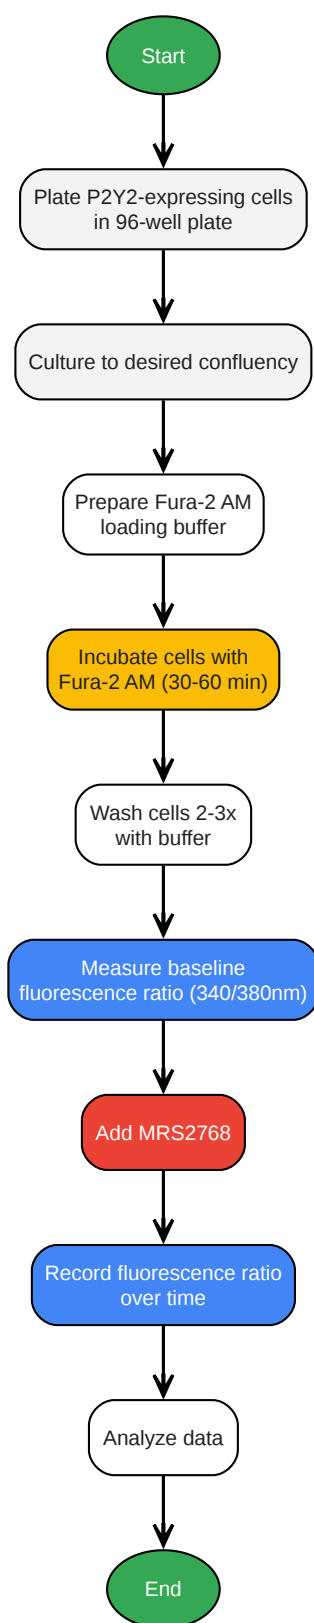 Start
Plate P2Y2-expressing cells
in 96-well plate
Culture to desired confluency
Prepare Fura-2 AM
loading buffer
Incubate cells with
Fura-2 AM (30-60 min)
Wash cells 2-3x
with buffer
Measure baseline
fluorescence ratio (340/380nm)
Add MRS2768
Record fluorescence ratio
over time
Analyze data
End